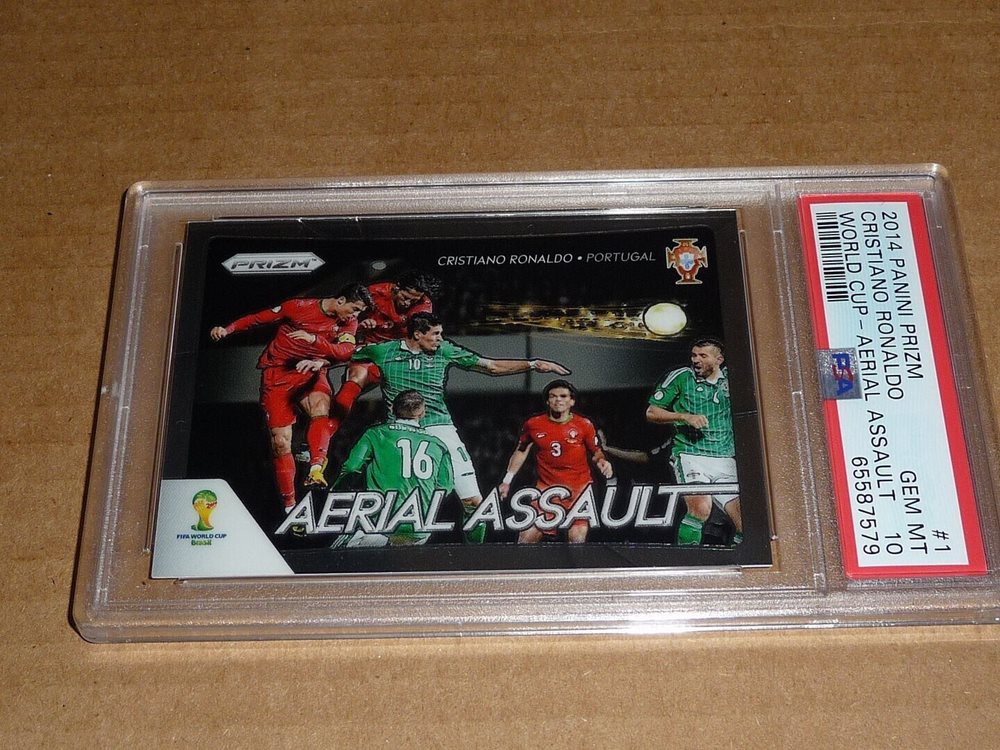 PRIZM
CRISTIANO RONALDO • PORTUGAL
10
16
3
6
AERIAL ASSAULT
FIFA WORLD CUP
Brasil
2014 PANINI PRIZM #1
CRISTIANO RONALDO GEM MT
WORLD CUP - AERIAL ASSAULT 10
65587579
PSA